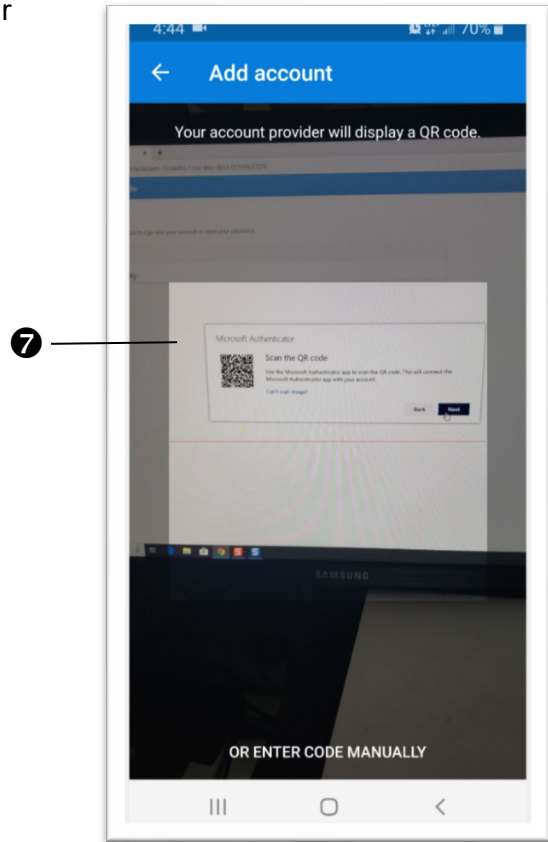 r
4:44 70%
Add account
Your account provider will display a QR code.
7
Microsoft Authenticator
Scan the QR code
Use the Microsoft Authenticator app to scan the QR code. This will connect the
Microsoft Authenticator app with your account.
Can't scan image?
Back Next
SAMSUNG
OR ENTER CODE MANUALLY